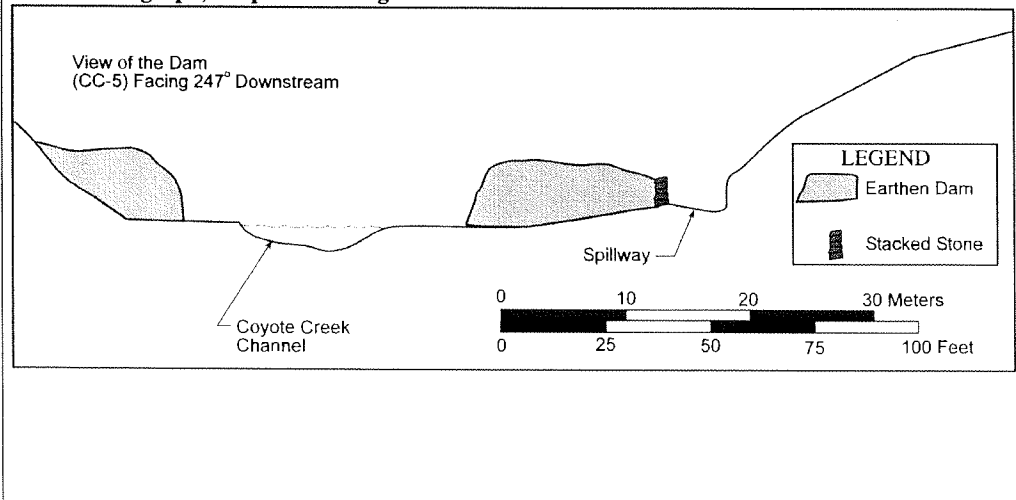 View of the Dam
(CC-5) Facing 247° Downstream
LEGEND
Earthen Dam
Stacked Stone
Spillway
Coyote Creek
Channel
0 10 20 30 Meters
0 25 50 75 100 Feet